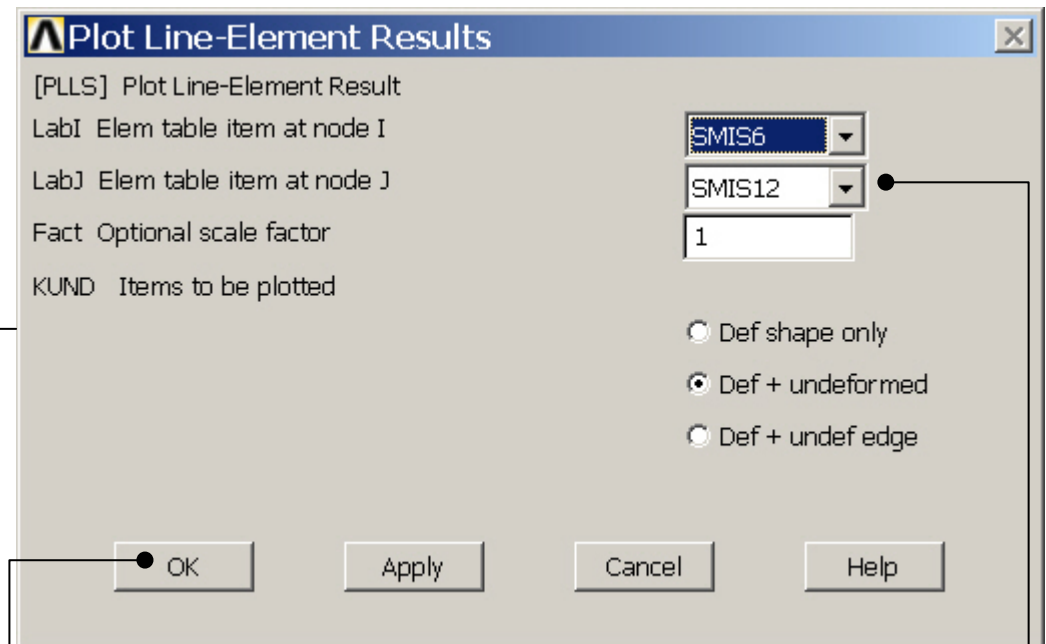 Plot Line-Element Results
[PLLS] Plot Line-Element Result
LabI Elem table item at node I
SMIS6
LabJ Elem table item at node J
SMIS12
Fact Optional scale factor
1
KUND Items to be plotted
Def shape only
Def + undeformed
Def + undef edge
OK Apply Cancel Help